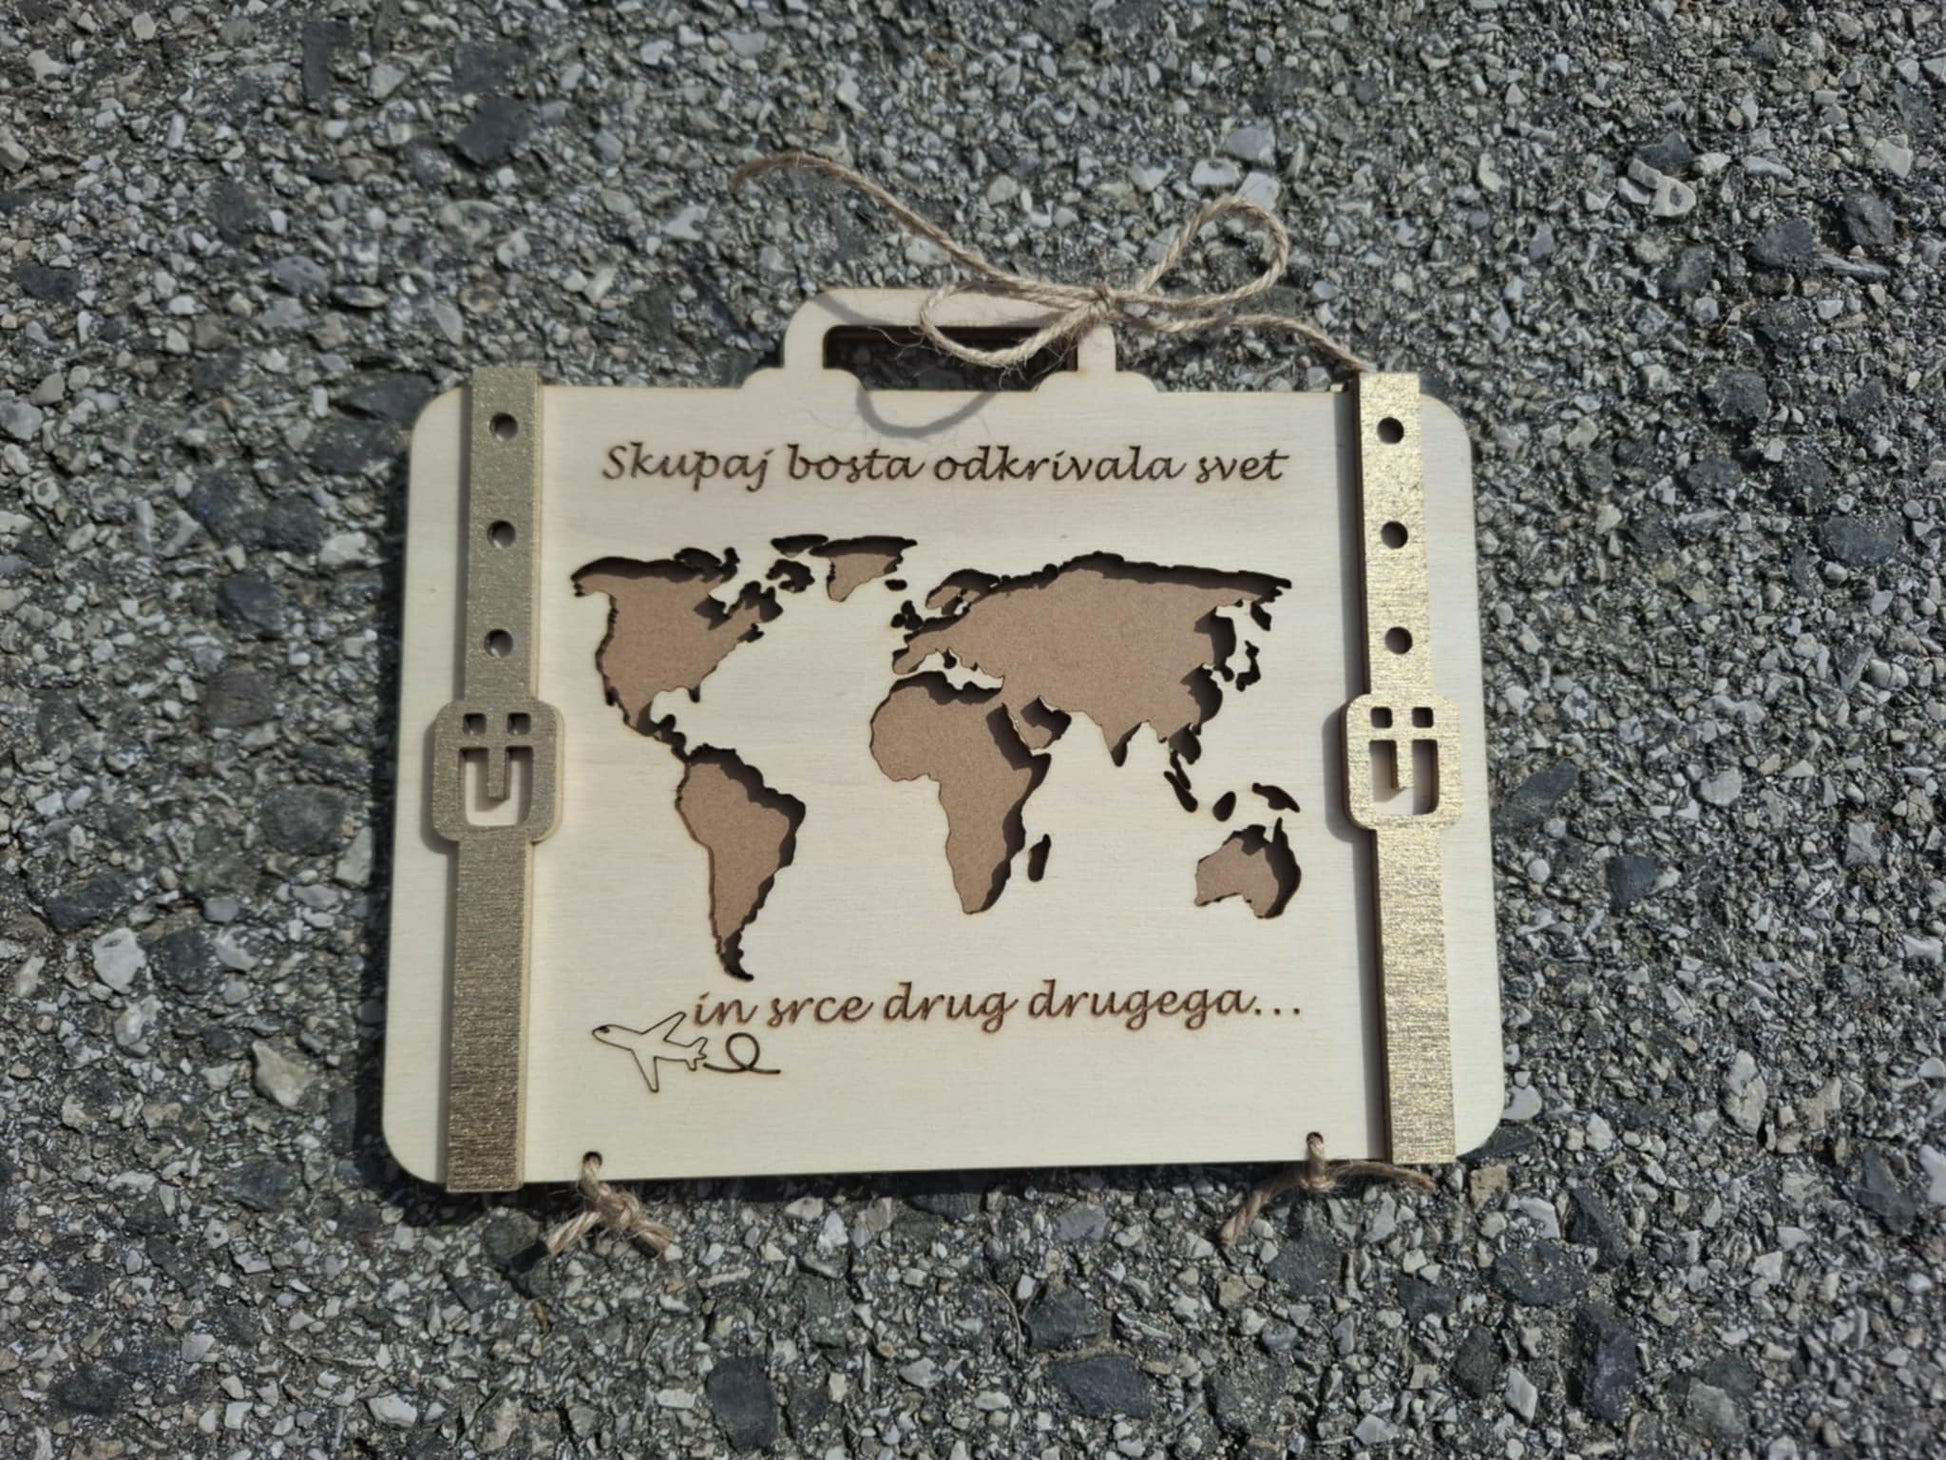 Skupaj bosta odkrivala svet
in srce drug drugega...